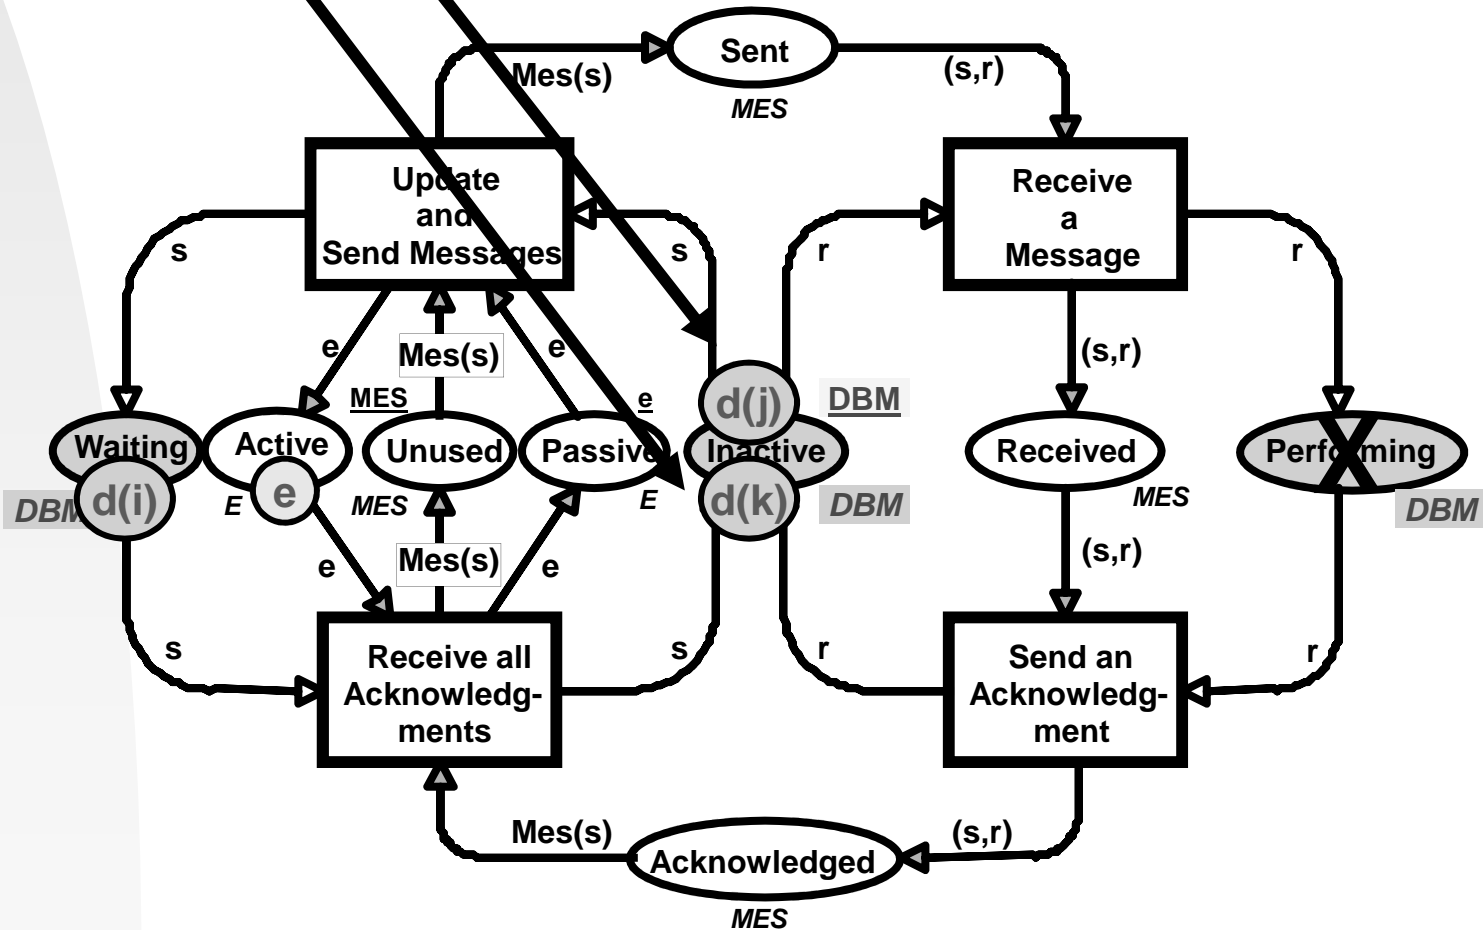 Sent
Mes(s)
(s,r)
MES
Update
and
Send Messages
Receive
a
Message
s
s
r
r
e
Mes(s)
e
(s,r)
MES
e
d(j)
DBM
Waiting
Active
Unused
Passive
Inactive
Received
Performing
DBM
d(i)
E
e
MES
E
d(k)
DBM
MES
DBM
e
Mes(s)
e
(s,r)
s
s
r
r
Receive all
Acknowledg-
ments
Send an
Acknowledg-
ment
Mes(s)
(s,r)
Acknowledged
MES